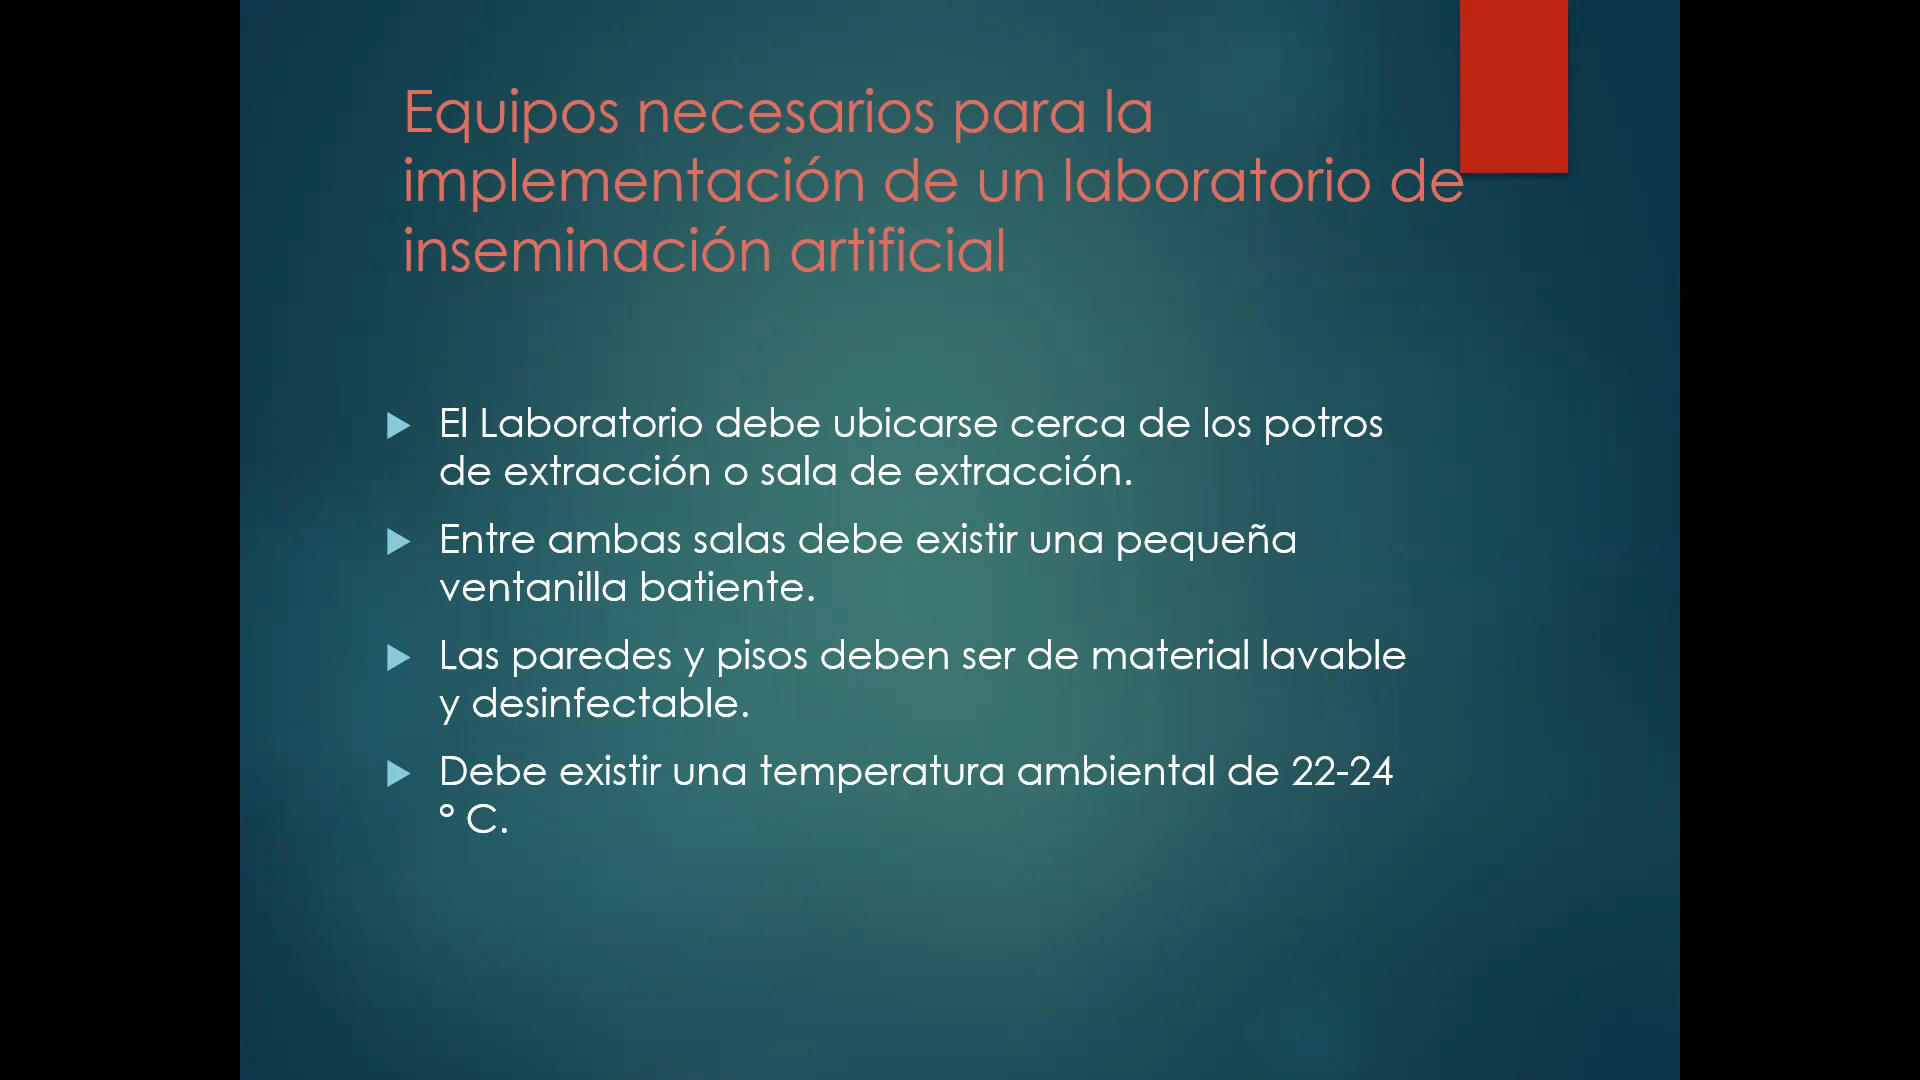 Equipos necesarios para la
implementación de un laboratorio de
inseminación artificial
El Laboratorio debe ubicarse cerca de los potros
de extracción o sala de extracción.
Entre ambas salas debe existir una pequeña
ventanilla batiente.
Las paredes y pisos deben ser de material lavable
y desinfectable.
Debe existir una temperatura ambiental de 22-24
° C.